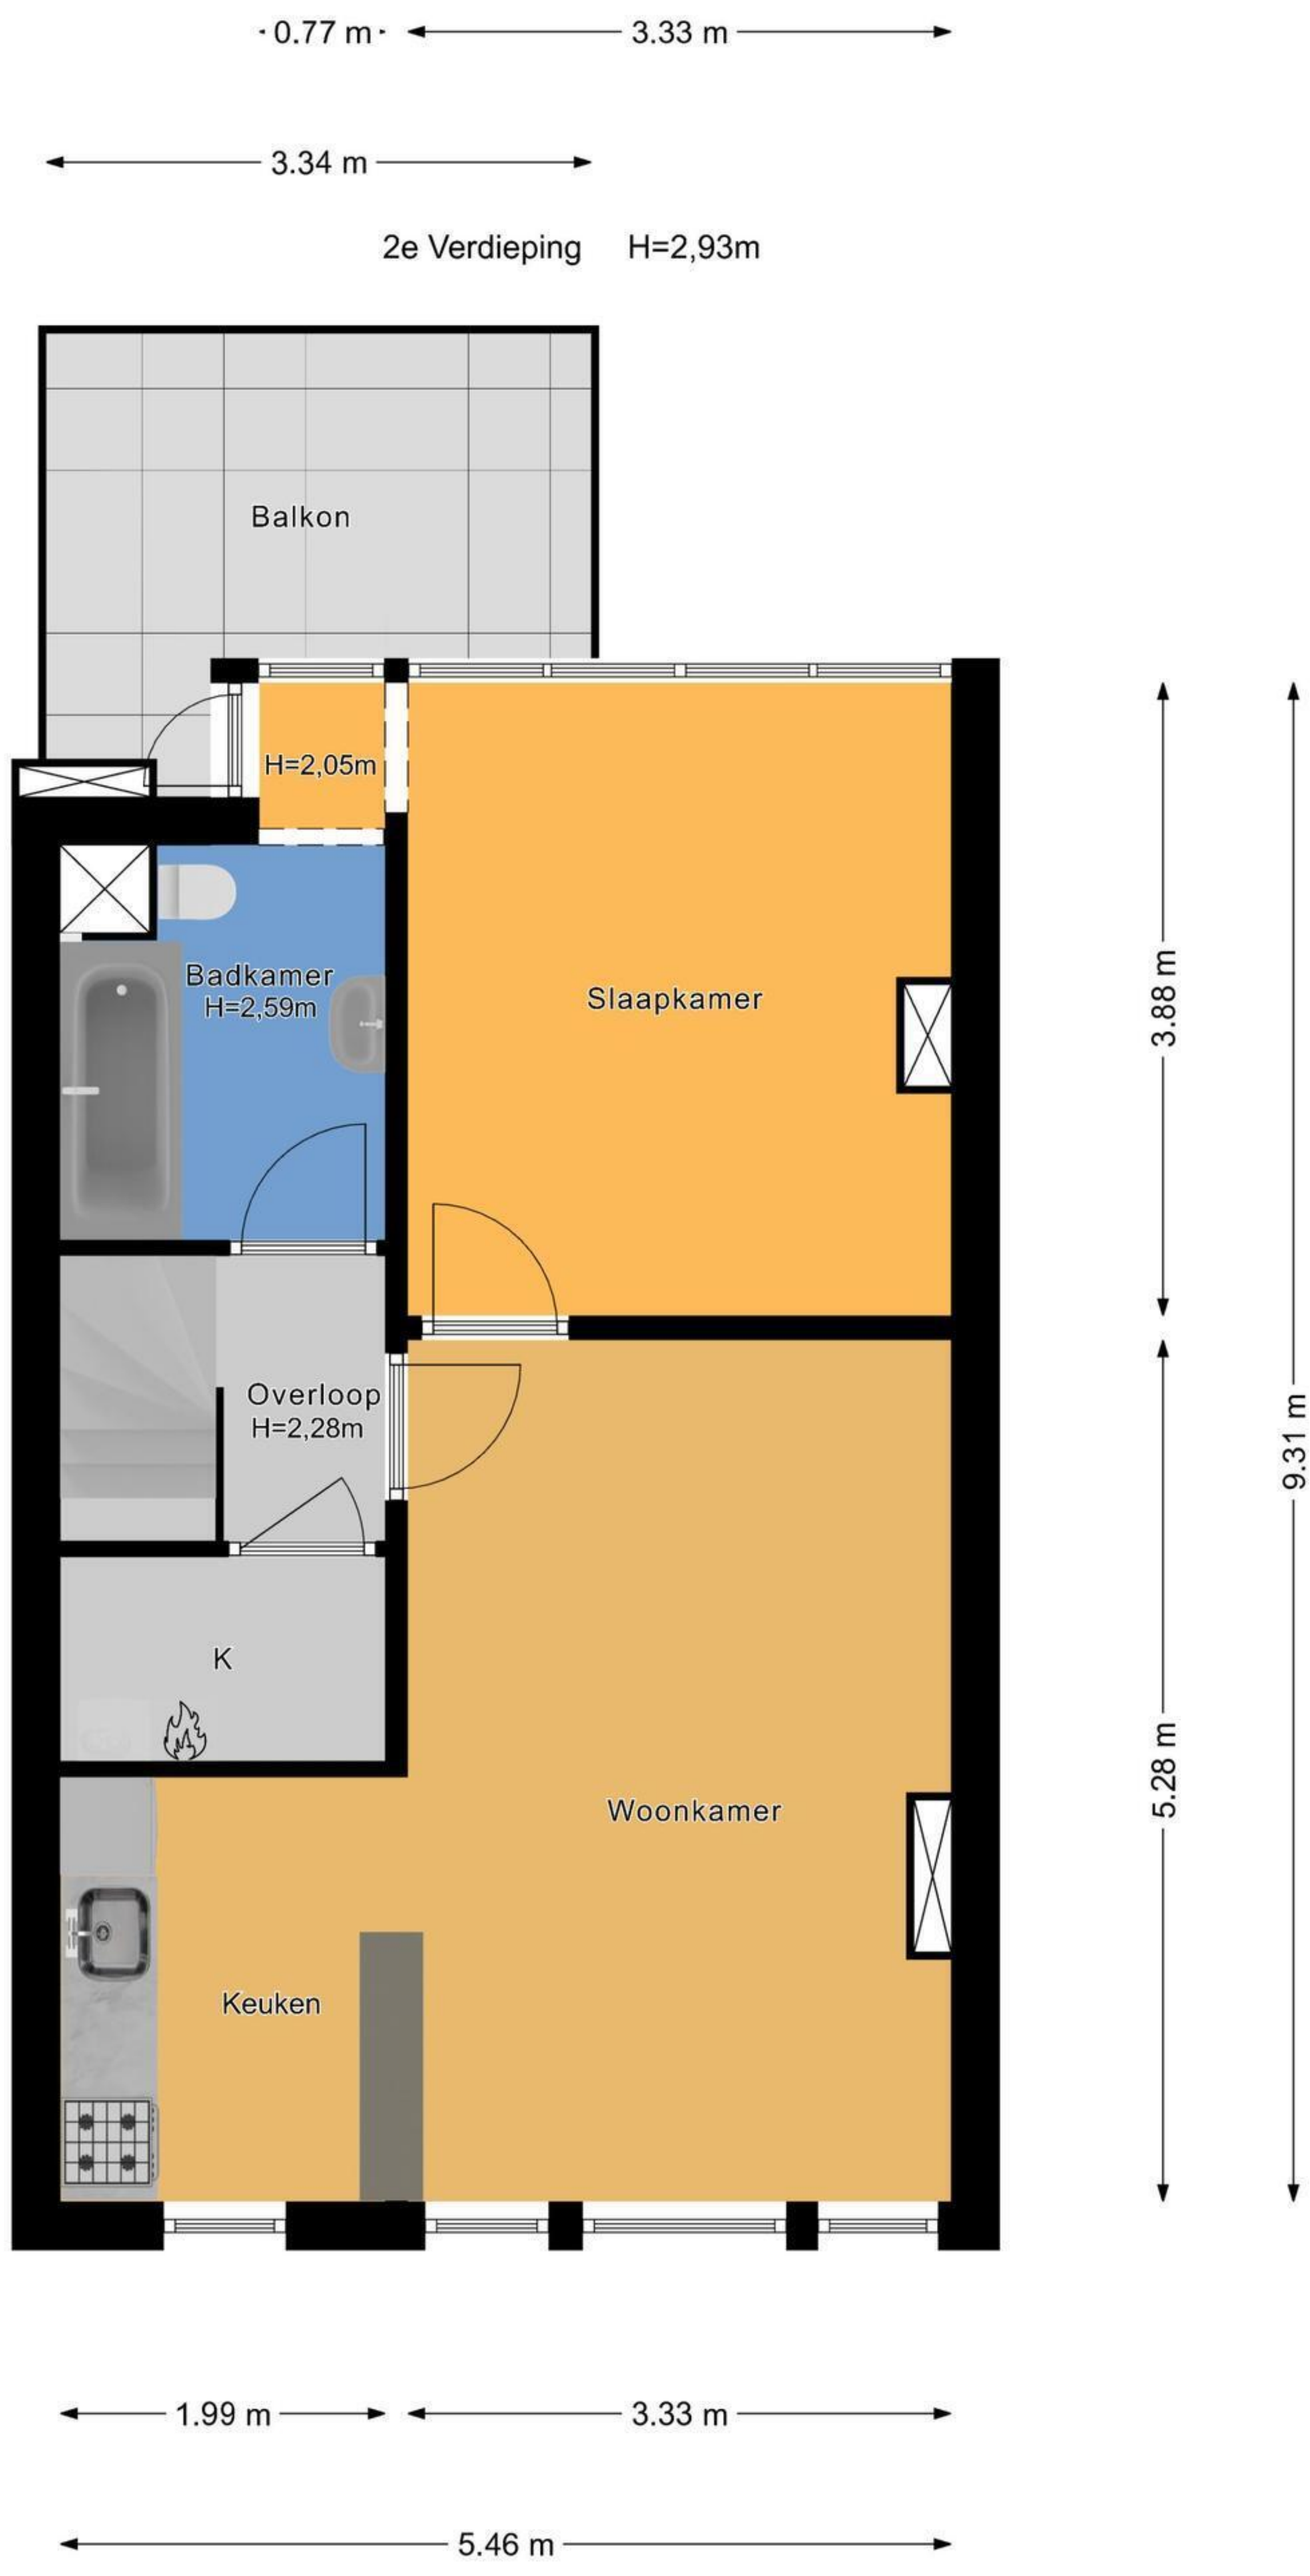 0.77 m
3.33 m
3.34 m
2e Verdieping H=2,93m
Balkon
H=2,05m
Badkamer
H=2,59m
Slaapkamer
3.88 m
Overloop
H=2,28m
9.31 m
K
5.28 m
Woonkamer
Keuken
1.99 m
3.33 m
5.46 m